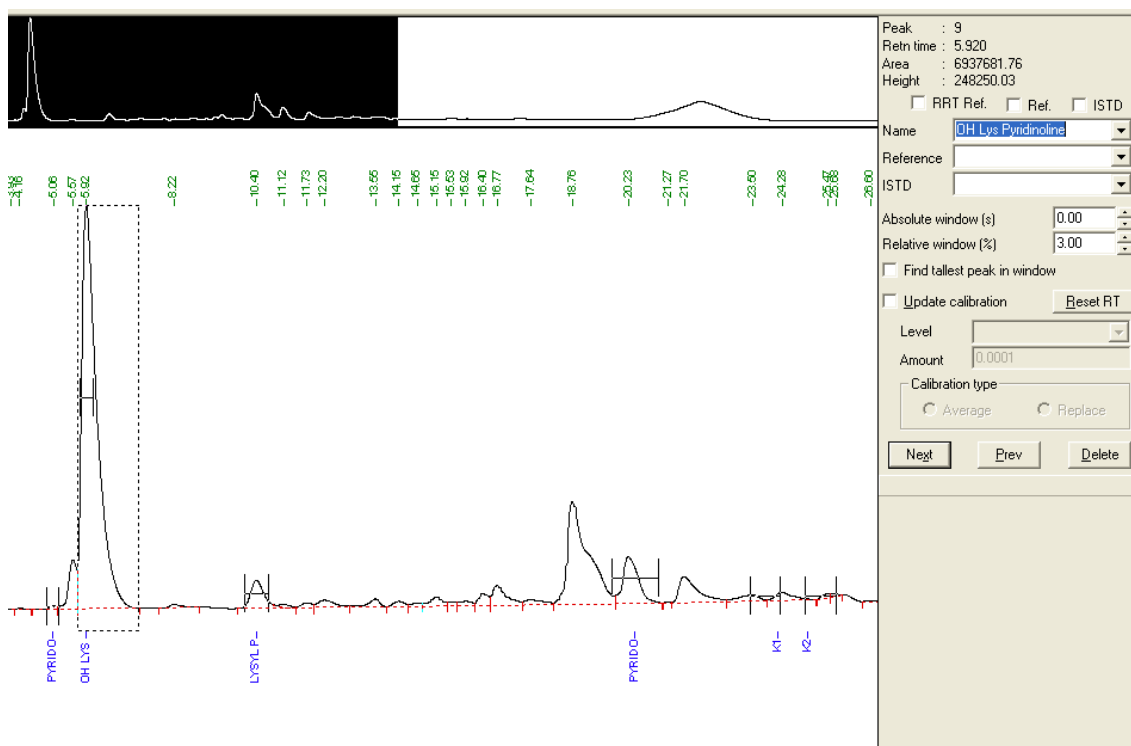 Peak : 9
Retn time : 5.920
Area : 6937681.76
Height : 248250.03
RRT Ref. Ref. ISTD
Name OH Lys Pyridinoline
Reference
ISTD
Absolute window (s) 0.00
Relative window (%) 3.00
Find tallest peak in window
Update calibration Reset RT
Level
Amount 0.0001
Calibration type
Average Replace
Next Prev Delete
-4.16
-5.06
-5.57
-5.92
-8.22
-10.40
-11.12
-11.73
-12.20
-13.55
-14.15
-14.65
-15.15
-15.53
-15.92
-16.40
-16.77
-17.64
-18.76
-20.23
-21.27
-21.70
-23.50
-24.28
-25.47
-25.68
-26.60
PYRIDO-
OH LYS -
LYSYL P-
PYRIDO-
K1-
K2-